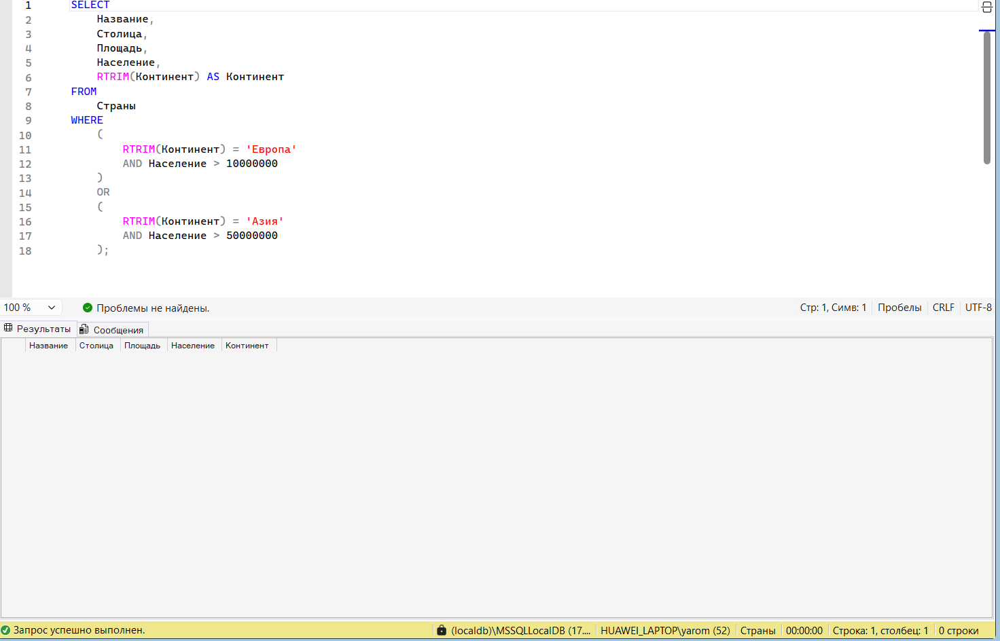 1 SELECT
2 Название,
3 Столица,
4 Площадь,
5 Население,
6 RTRIM(Континент) AS Континент
7 FROM
8 Страны
9 WHERE
10 (
11 RTRIM(Континент) = 'Европа'
12 AND Население > 10000000
13 )
14 OR
15 (
16 RTRIM(Континент) = 'Азия'
17 AND Население > 50000000
18 );
100 % Проблемы не найдены. Стр: 1, Симв: 1 Пробелы CRLF UTF-8
Результаты Сообщения
Название Столица Площадь Население Континент
Запрос успешно выполнен. (localdb)\MSSQLLocalDB (17.... HUAWEI_LAPTOP\yarom (52) Страны 00:00:00 Строка: 1, столбец: 1 0 строки